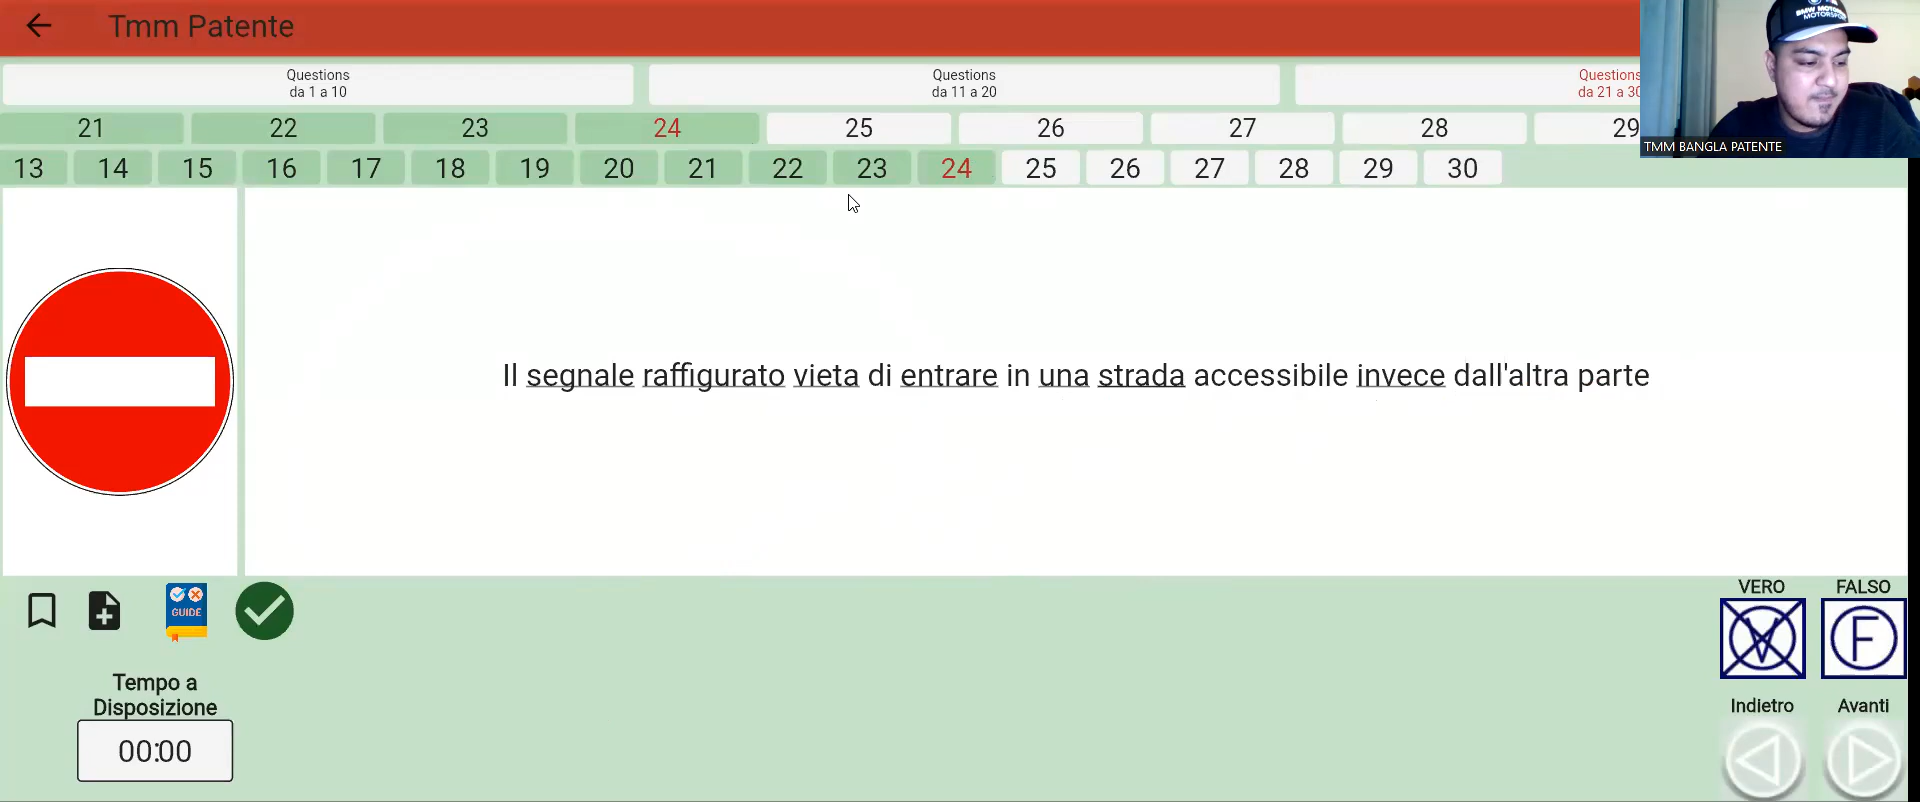 Tmm Patente
BMW MOTOR
MOTORSPOR
Questions
da 1 a 10
Questions
da 11 a 20
Questions
da 21 a 30
21 22 23 24 25 26 27 28 29
TMM BANGLA PATENTE
13 14 15 16 17 18 19 20 21 22 23 24 25 26 27 28 29 30
Il segnale raffigurato vieta di entrare in una strada accessibile invece dall'altra parte
GUIDE
VERO FALSO
V F
Tempo a
Disposizione
Indietro Avanti
00:00